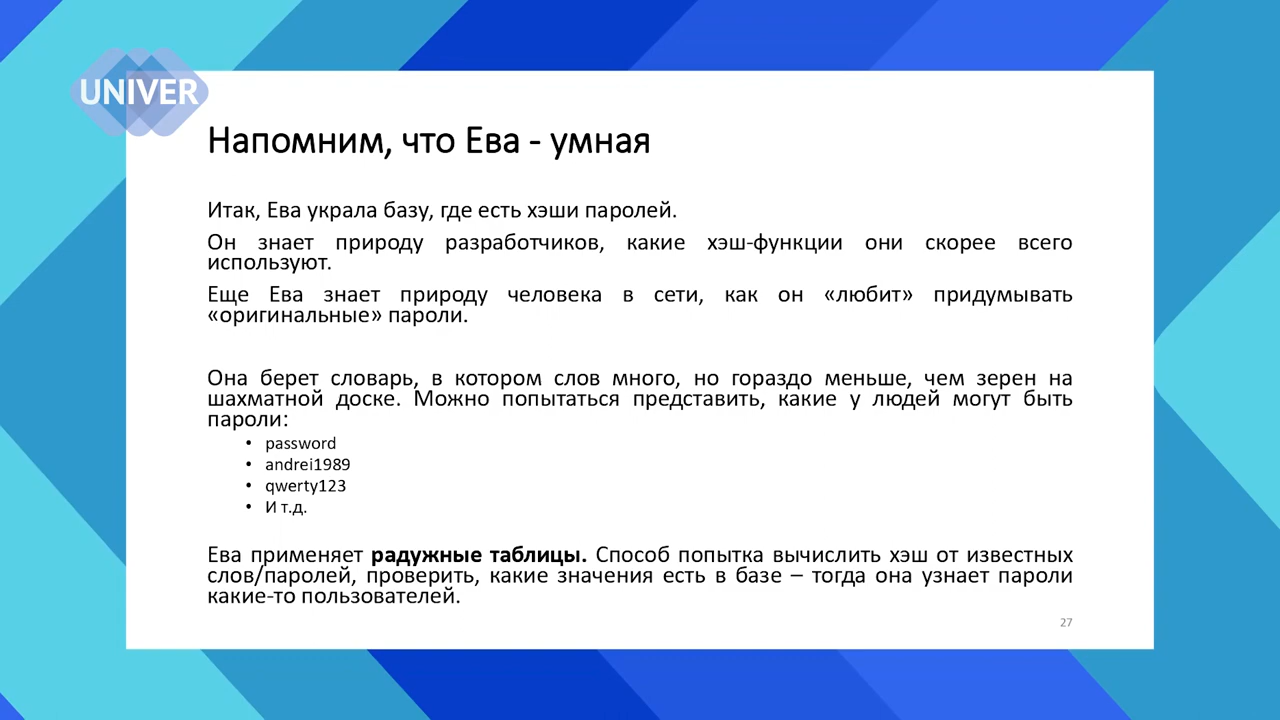 UNIVER
Напомним, что Ева - умная
Итак, Ева украла базу, где есть хэши паролей.
Он знает природу разработчиков, какие хэш-функции они скорее всего
используют.
Еще Ева знает природу человека в сети, как он «любит» придумывать
«оригинальные» пароли.
Она берет словарь, в котором слов много, но гораздо меньше, чем зерен на
шахматной доске. Можно попытаться представить, какие у людей могут быть
пароли:
• password
• andrei1989
• qwerty123
• И т.д.
Ева применяет радужные таблицы. Способ попытка вычислить хэш от известных
слов/паролей, проверить, какие значения есть в базе – тогда она узнает пароли
какие-то пользователей.
27